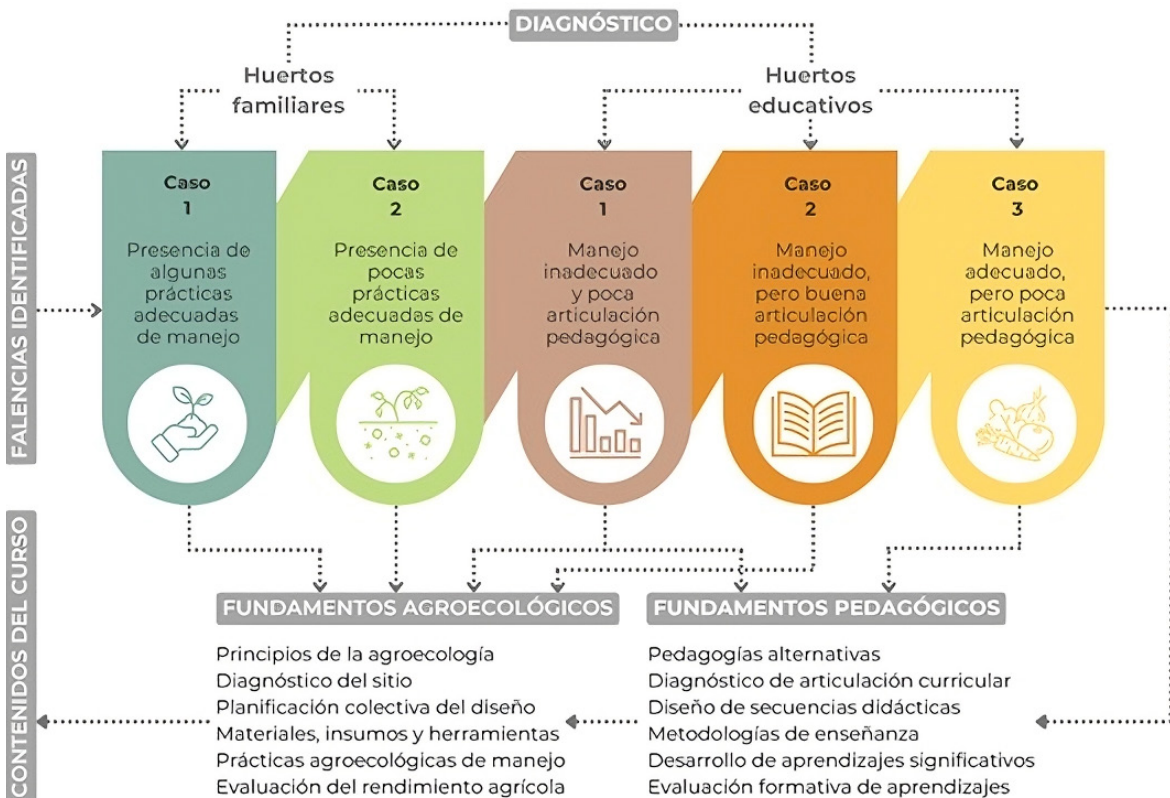 DIAGNÓSTICO
Huertos
familiares
Huertos
educativos
FALENCIAS IDENTIFICADAS
Caso
1
Presencia de
algunas
prácticas
adecuadas
de manejo
Caso
2
Presencia de
pocas
prácticas
adecuadas de
manejo
Caso
1
Manejo
inadecuado
y poca
articulación
pedagógica
Caso
2
Manejo
inadecuado,
pero buena
articulación
pedagógica
Caso
3
Manejo
adecuado,
pero poca
articulación
pedagógica
CONTENIDOS DEL CURSO
FUNDAMENTOS AGROECOLÓGICOS
Principios de la agroecología
Diagnóstico del sitio
Planificación colectiva del diseño
Materiales, insumos y herramientas
Prácticas agroecológicas de manejo
Evaluación del rendimiento agrícola
FUNDAMENTOS PEDAGÓGICOS
Pedagogías alternativas
Diagnóstico de articulación curricular
Diseño de secuencias didácticas
Metodologías de enseñanza
Desarrollo de aprendizajes significativos
Evaluación formativa de aprendizajes